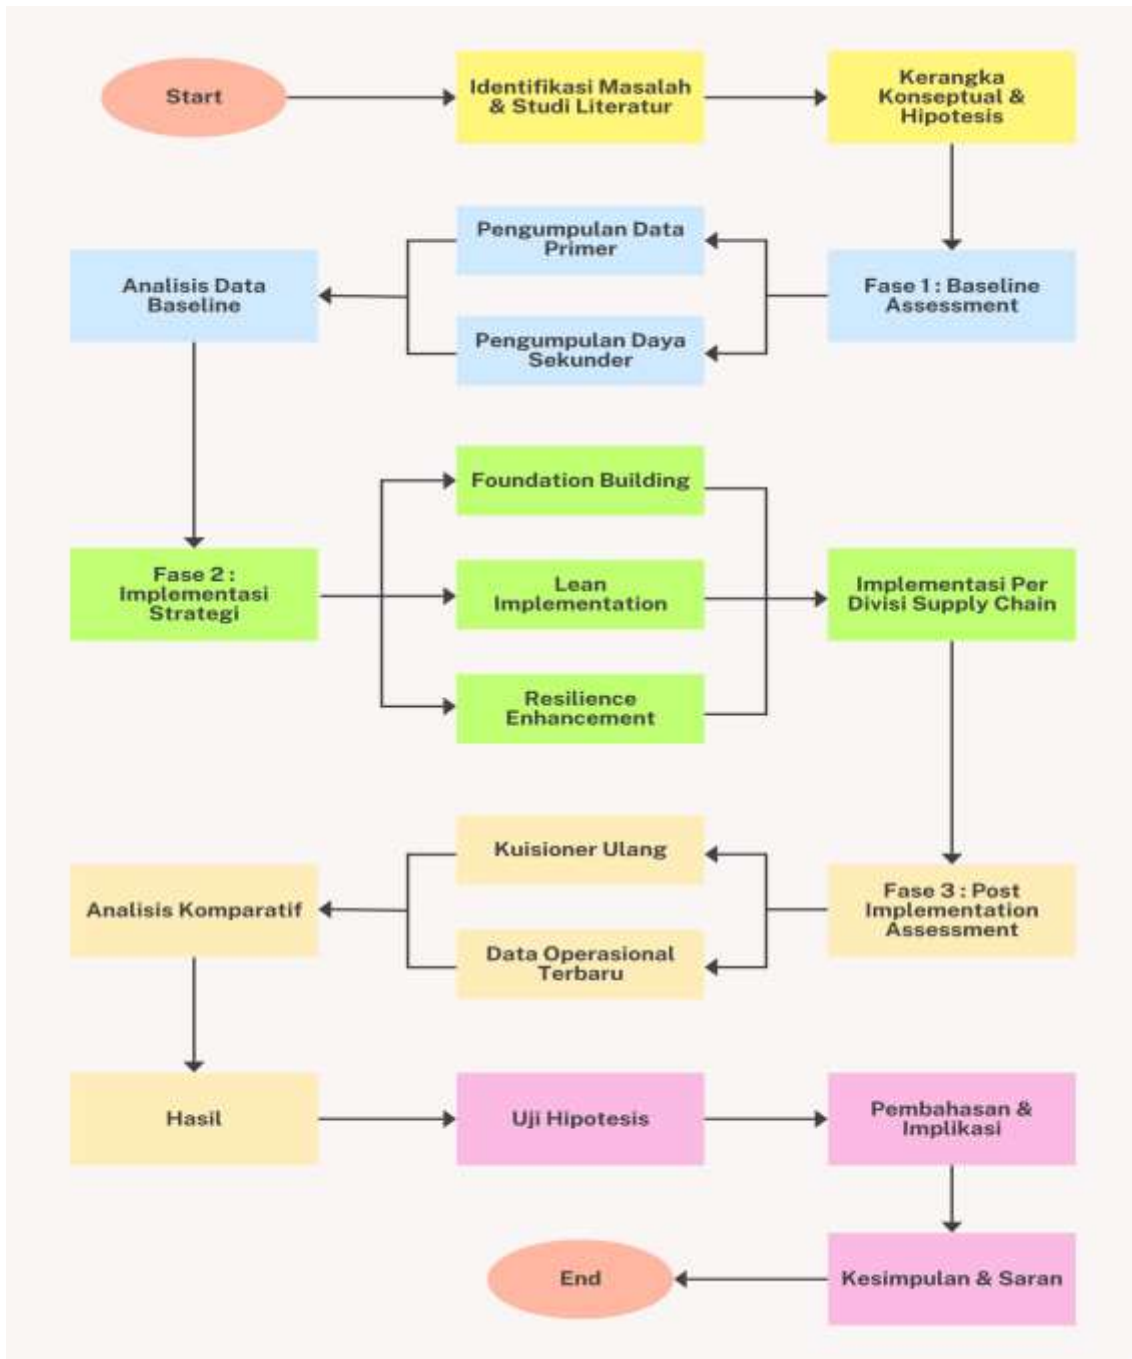 Start
Identifikasi Masalah
& Studi Literatur
Kerangka
Konseptual &
Hipotesis
Pengumpulan Data
Primer
Analisis Data
Baseline
Fase 1 : Baseline
Assessment
Pengumpulan Daya
Sekunder
Foundation Building
Fase 2 :
Implementasi
Strategi
Lean
Implementation
Implementasi Per
Divisi Supply Chain
Resilience
Enhancement
Kuisioner Ulang
Analisis Komparatif
Fase 3 : Post
Implementation
Assessment
Data Operasional
Terbaru
Hasil
Uji Hipotesis
Pembahasan &
Implikasi
End
Kesimpulan & Saran